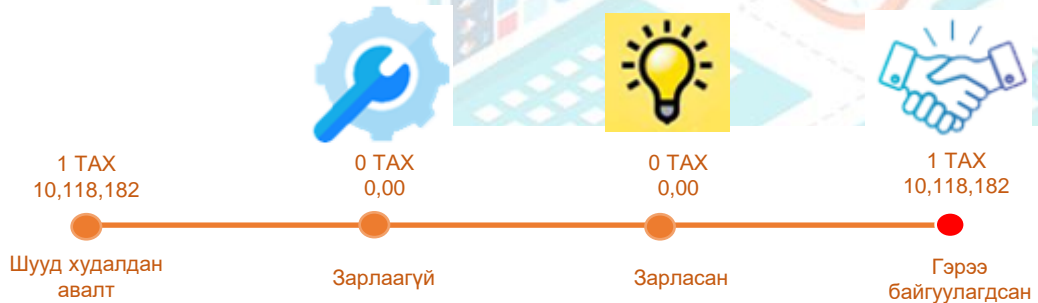 1 ТАХ
10,118,182
0 ТАХ
0,00
0 ТАХ
0,00
1 ТАХ
10,118,182
Шууд худалдан
авалт
Зарлаагүй
Зарласан
Гэрээ
байгуулагдсан